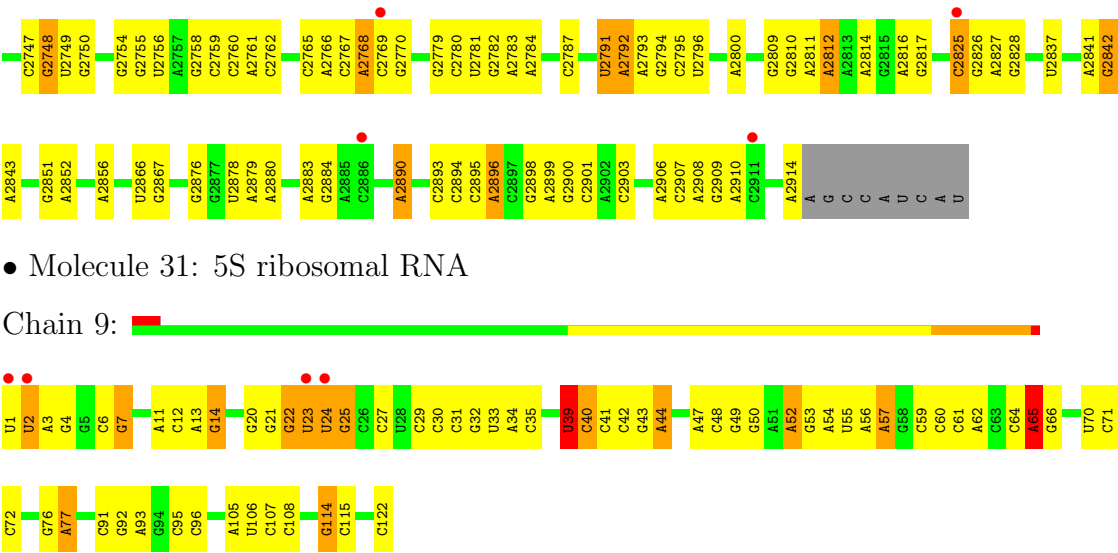 C2747 G2748 U2749 G2750 G2754 G2755 U2756 A2757 G2758 C2759 C2760 A2761 C2762 C2765 A2766 C2767 A2768 C2769 G2770 G2779 C2780 U2781 G2782 A2783 A2784 C2787 U2791 A2792 A2793 G2794 C2795 U2796 A2800 G2809 G2810 A2811 A2812 A2813 A2814 G2815 A2816 G2817 C2825 G2826 A2827 G2828 U2837 A2841 G2842
A2843 G2851 A2852 A2856 U2866 G2867 G2876 G2877 U2878 A2879 A2880 A2883 G2884 A2885 C2886 A2890 C2893 C2894 C2895 A2896 C2897 G2898 A2899 G2900 C2901 A2902 C2903 A2906 C2907 A2908 G2909 A2910 C2911 A2914 A G C C A U C A U
• Molecule 31: 5S ribosomal RNA
Chain 9:
U1 U2 A3 G4 G5 C6 G7 A11 C12 A13 G14 G20 G21 G22 U23 U24 G25 C26 C27 U28 C29 C30 C31 G32 U33 A34 C35 U39 C40 C41 C42 G43 A44 A47 C48 G49 G50 A51 A52 G53 A54 U55 A56 A57 G58 C59 C60 C61 A62 C63 C64 A65 G66 U70 C71
C72 G76 A77 C91 G92 A93 G94 C95 C96 A105 U106 C107 C108 G114 C115 C122